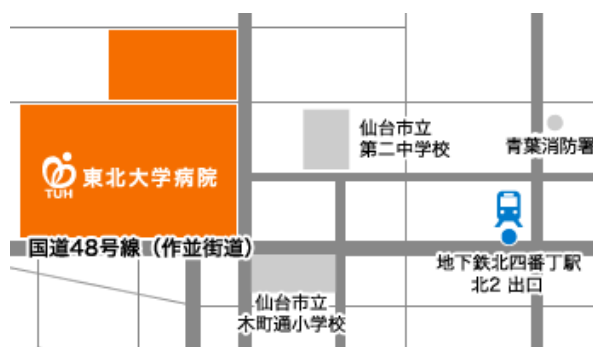 仙台市立
第二中学校
青葉消防署
東北大学病院
TUH
国道48号線（作並街道）
地下鉄北四番丁駅
北2 出口
仙台市立
木町通小学校